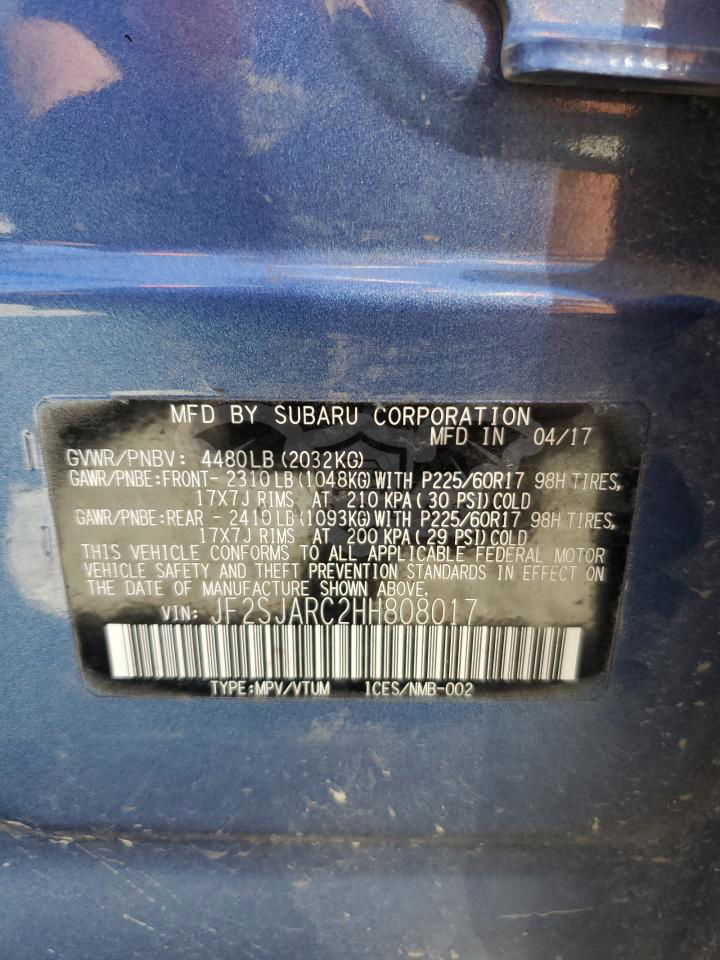 MFD BY SUBARU CORPORATION
MFD IN 04/17
GVWR/PNBV: 4480LB (2032KG)
GAWR/PNBE:FRONT- 2310 LB (1048KG) WITH P225/60R17 98H TIRES,
17X7J RIMS AT 210 KPA (30 PSI) COLD
GAWR/PNBE:REAR - 2410 LB (1093KG) WITH P225/60R17 98H TIRES,
17X7J RIMS AT 200 KPA (29 PSI) COLD
THIS VEHICLE CONFORMS TO ALL APPLICABLE FEDERAL MOTOR
VEHICLE SAFETY AND THEFT PREVENTION STANDARDS IN EFFECT ON
THE DATE OF MANUFACTURE SHOWN ABOVE.
VIN: JF2SJARC2HH808017
TYPE:MPV/VTUM ICES/NMB-002